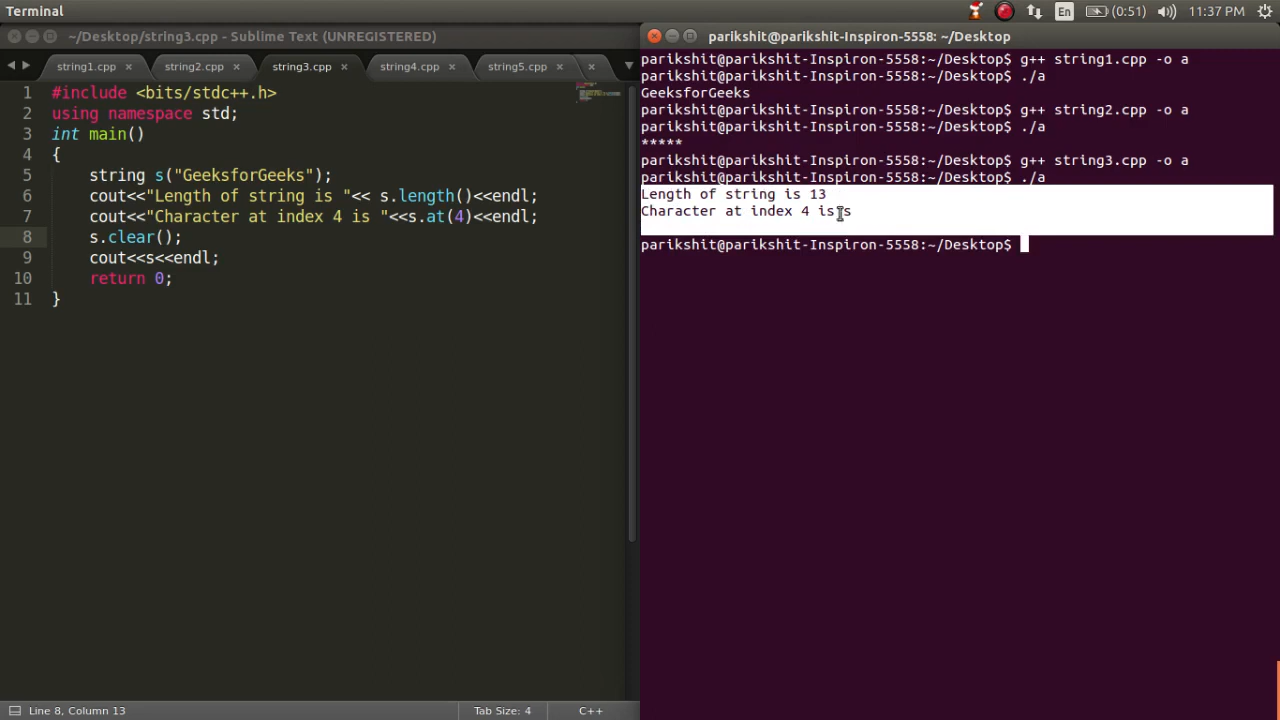 Terminal
En
(0:51)
11:37 PM
~/Desktop/string3.cpp - Sublime Text (UNREGISTERED)
string1.cpp × string2.cpp × string3.cpp × string4.cpp × string5.cpp × ×
1 #include <bits/stdc++.h>
2 using namespace std;
3 int main()
4 {
5 string s("GeeksforGeeks");
6 cout<<"Length of string is "<< s.length()<<endl;
7 cout<<"Character at index 4 is "<<s.at(4)<<endl;
8 s.clear();
9 cout<<s<<endl;
10 return 0;
11 }
Line 8, Column 13
Tab Size: 4
C++
parikshit@parikshit-Inspiron-5558: ~/Desktop
parikshit@parikshit-Inspiron-5558:~/Desktop$ g++ string1.cpp -o a
parikshit@parikshit-Inspiron-5558:~/Desktop$ ./a
GeeksforGeeks
parikshit@parikshit-Inspiron-5558:~/Desktop$ g++ string2.cpp -o a
parikshit@parikshit-Inspiron-5558:~/Desktop$ ./a
*****
parikshit@parikshit-Inspiron-5558:~/Desktop$ g++ string3.cpp -o a
parikshit@parikshit-Inspiron-5558:~/Desktop$ ./a
Length of string is 13
Character at index 4 is s
parikshit@parikshit-Inspiron-5558:~/Desktop$